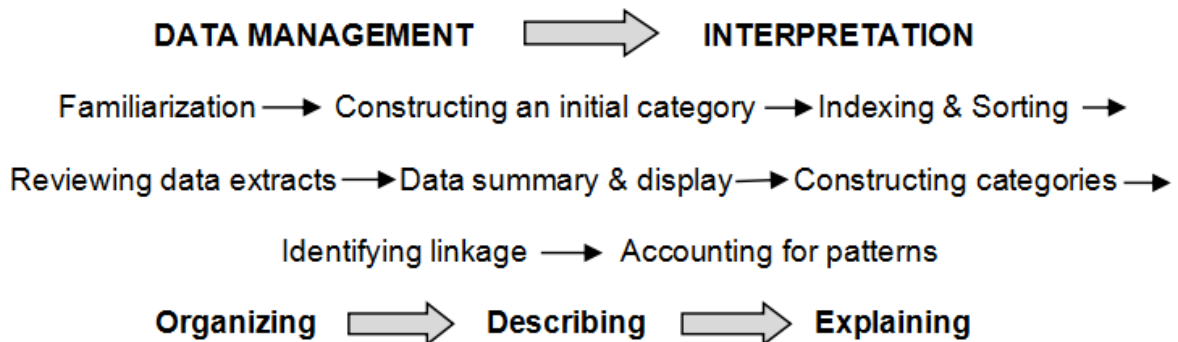 DATA MANAGEMENT INTERPRETATION
Familiarization Constructing an initial category Indexing & Sorting
Reviewing data extracts Data summary & display Constructing categories
Identifying linkage Accounting for patterns
Organizing Describing Explaining